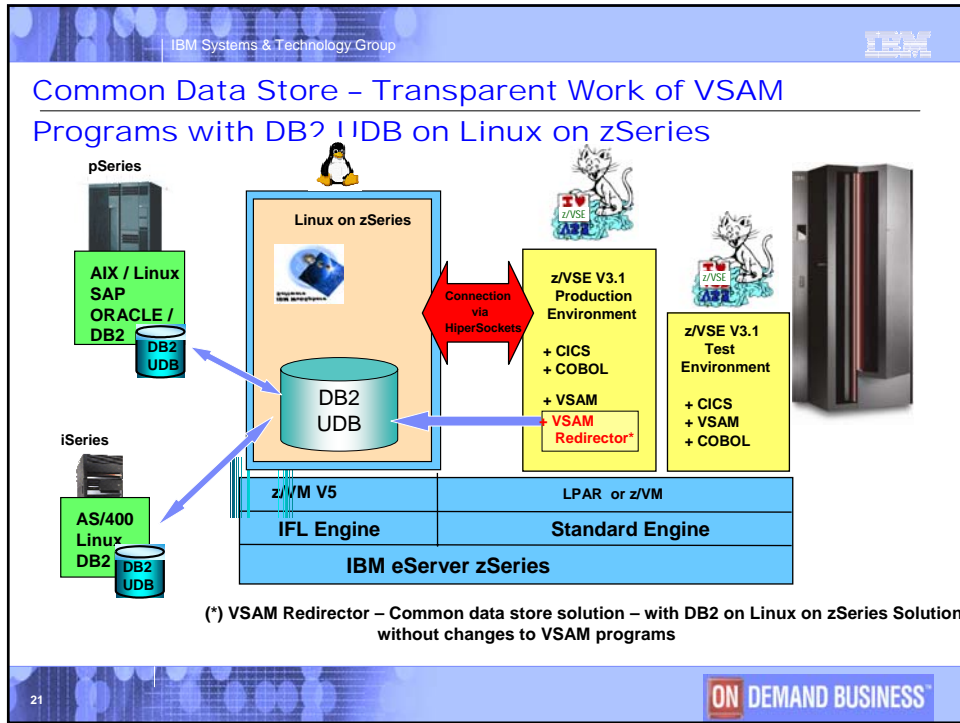 IBM Systems & Technology Group
IBM
Common Data Store – Transparent Work of VSAM
Programs with DB2 UDB on Linux on zSeries
pSeries
AIX / Linux
SAP
ORACLE /
DB2
DB2
UDB
iSeries
AS/400
Linux
DB2
DB2
UDB
Linux on zSeries
DB2
UDB
Connection
via
HiperSockets
z/VSE
z/VSE V3.1
Production
Environment
+ CICS
+ COBOL
+ VSAM
+ VSAM
Redirector*
z/VSE
z/VSE V3.1
Test
Environment
+ CICS
+ VSAM
+ COBOL
z/VM V5
LPAR or z/VM
IFL Engine
Standard Engine
IBM eServer zSeries
(*) VSAM Redirector – Common data store solution – with DB2 on Linux on zSeries Solution
without changes to VSAM programs
21
ON DEMAND BUSINESS™